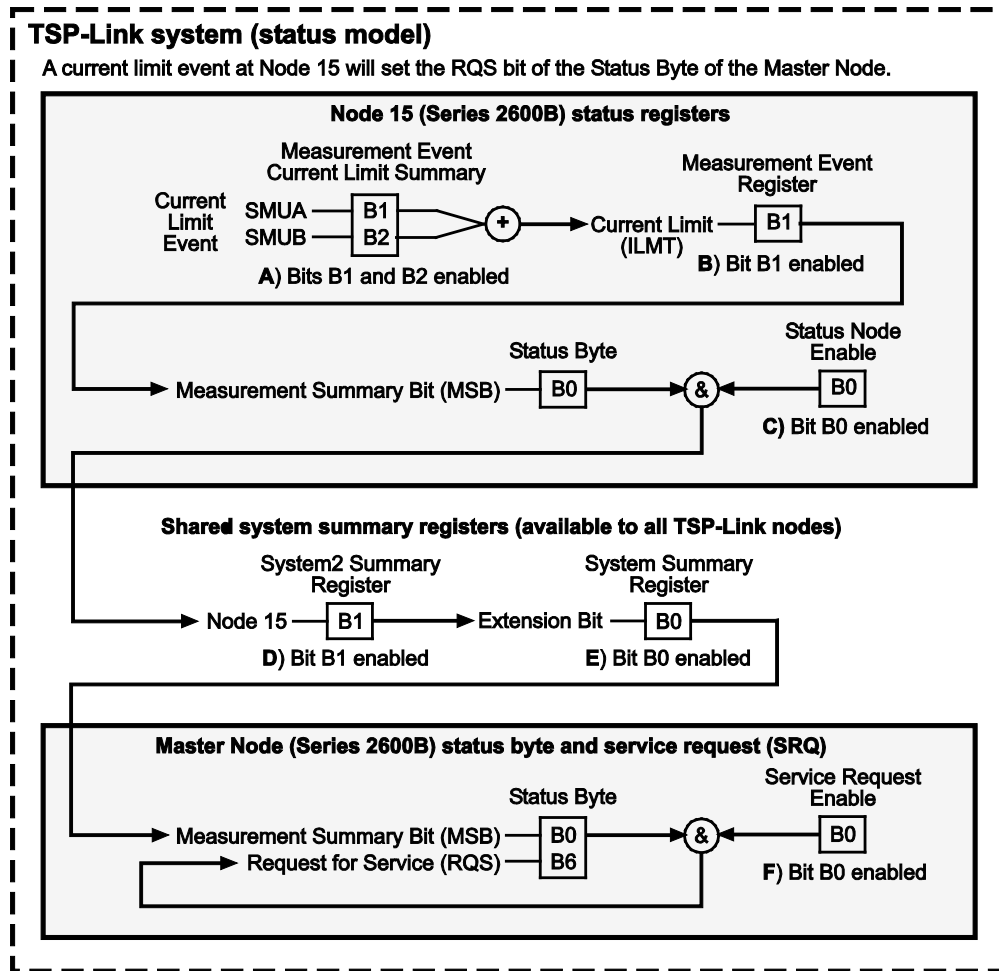 TSP-Link system (status model)
A current limit event at Node 15 will set the RQS bit of the Status Byte of the Master Node.
Node 15 (Series 2600B) status registers
Measurement Event
Current Limit Summary
Measurement Event
Register
Current
Limit
Event
SMUA
B1
SMUB
B2
+
Current Limit
(ILMT)
B1
A) Bits B1 and B2 enabled
B) Bit B1 enabled
Status Byte
Status Node
Enable
Measurement Summary Bit (MSB)
B0
&
B0
C) Bit B0 enabled
Shared system summary registers (available to all TSP-Link nodes)
System2 Summary
Register
System Summary
Register
Node 15
B1
Extension Bit
B0
D) Bit B1 enabled
E) Bit B0 enabled
Master Node (Series 2600B) status byte and service request (SRQ)
Status Byte
Service Request
Enable
Measurement Summary Bit (MSB)
B0
&
B0
Request for Service (RQS)
B6
F) Bit B0 enabled